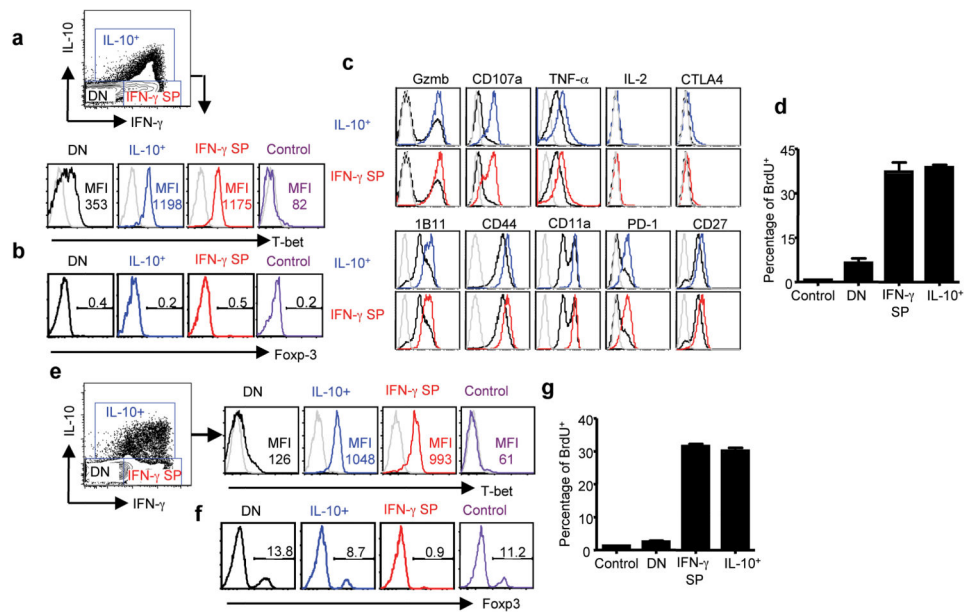 a
IL-10
IL-10⁺
DN
IFN-γ SP
IFN-γ
DN
IL-10⁺
IFN-γ SP
Control
MFI
353
MFI
1198
MFI
1175
MFI
82
T-bet
b
DN
IL-10⁺
IFN-γ SP
Control
0.4
0.2
0.5
0.2
Foxp-3
c
Gzmb
CD107a
TNF-α
IL-2
CTLA4
IL-10⁺
IFN-γ SP
1B11
CD44
CD11a
PD-1
CD27
IL-10⁺
IFN-γ SP
d
Percentage of BrdU⁺
45
30
15
0
Control
DN
IFN-γ
SP
IL-10⁺
e
IL-10
IL-10+
DN
IFN-γ SP
IFN-γ
DN
IL-10+
IFN-γ SP
Control
MFI
126
MFI
1048
MFI
993
MFI
61
T-bet
f
DN
IL-10+
IFN-γ SP
Control
13.8
8.7
0.9
11.2
Foxp3
g
Percentage of BrdU⁺
40
30
20
10
0
Control
DN
IFN-γ
SP
IL-10⁺